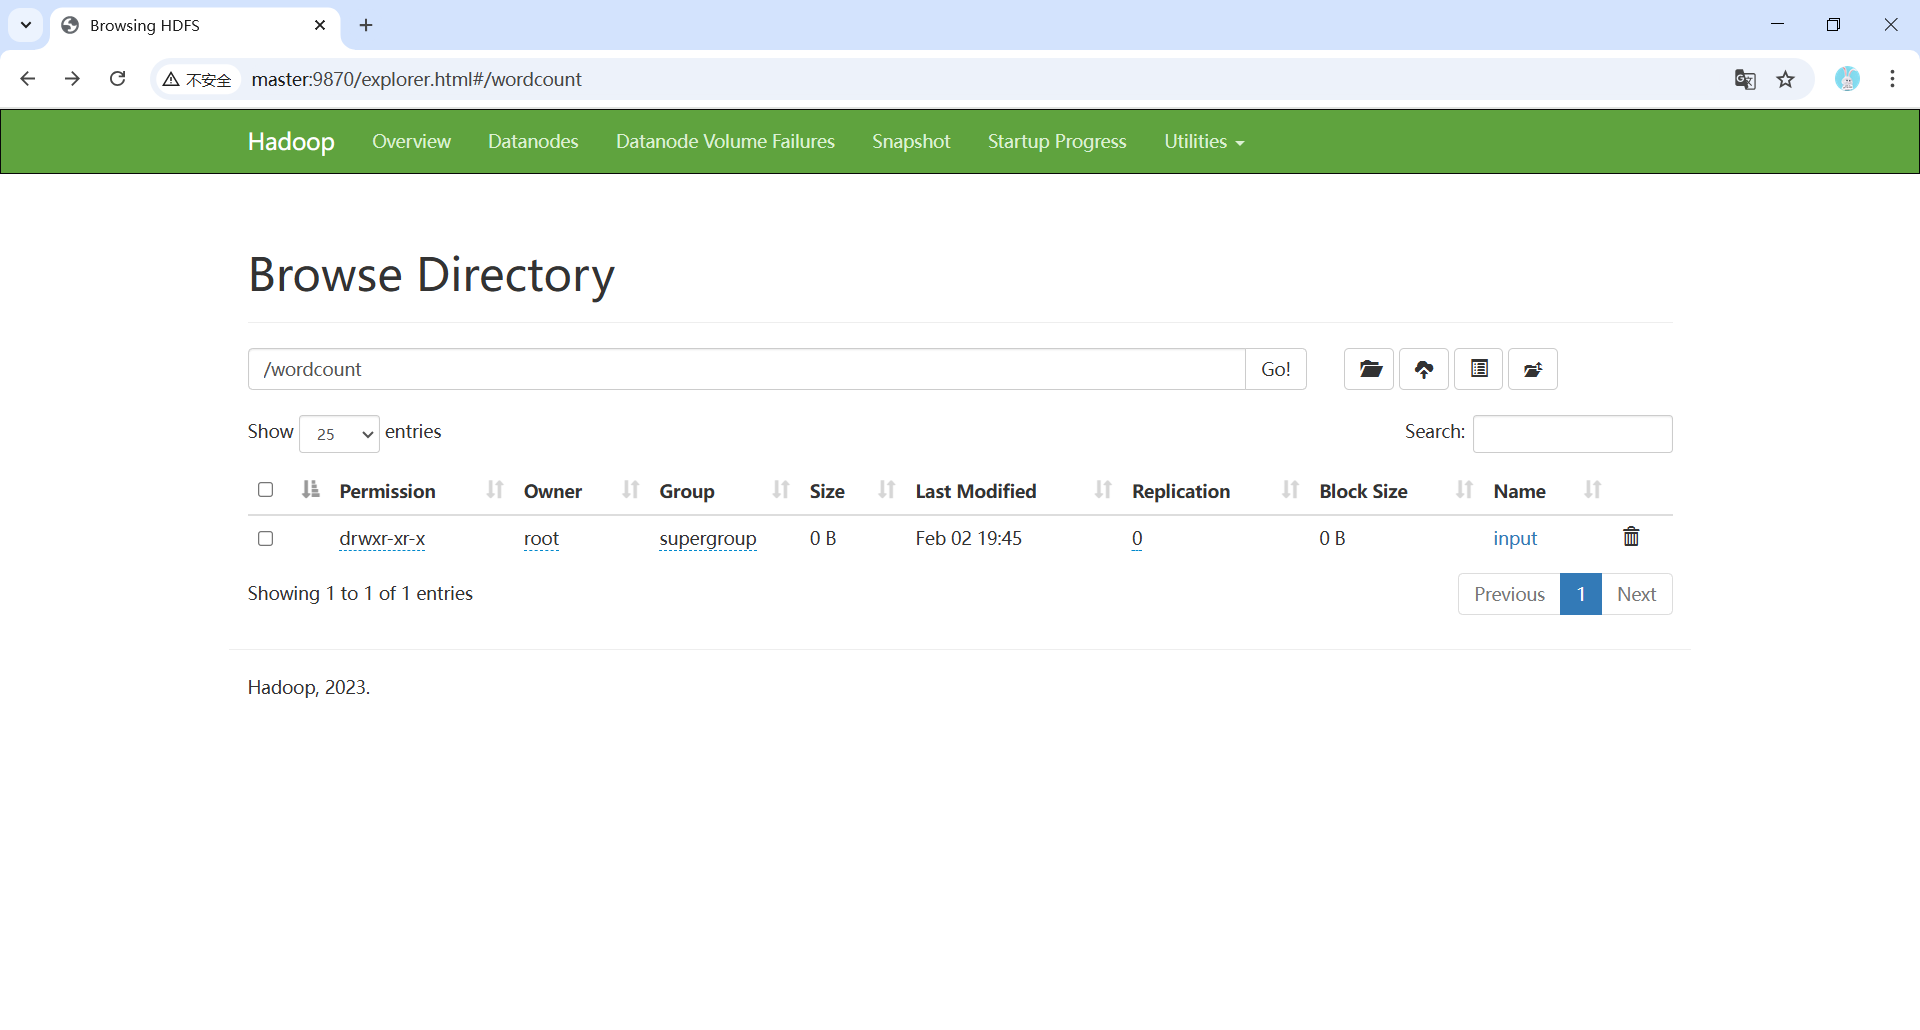 Browsing HDFS
不安全 master:9870/explorer.html#/wordcount
Hadoop Overview Datanodes Datanode Volume Failures Snapshot Startup Progress Utilities
Browse Directory
/wordcount Go!
Show 25 entries Search:
Permission Owner Group Size Last Modified Replication Block Size Name
drwxr-xr-x root supergroup 0 B Feb 02 19:45 0 0 B input
Showing 1 to 1 of 1 entries Previous 1 Next
Hadoop, 2023.